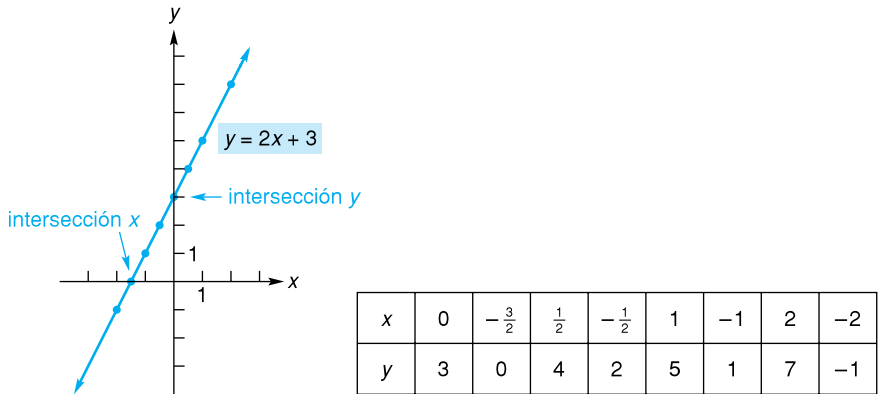 y
y = 2x + 3
intersección y
intersección x
1
x
1
x 0 −3/2 1/2 −1/2 1 −1 2 −2
y 3 0 4 2 5 1 7 −1